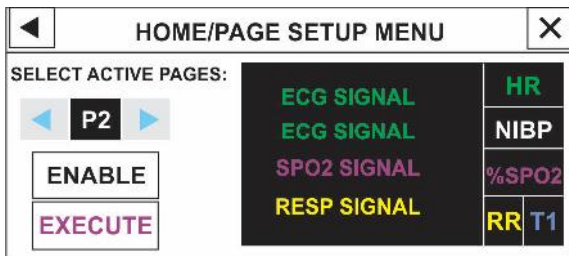 HOME/PAGE SETUP MENU
SELECT ACTIVE PAGES:
P2
ENABLE
EXECUTE
ECG SIGNAL
ECG SIGNAL
SPO2 SIGNAL
RESP SIGNAL
HR
NIBP
%SPO2
RR T1